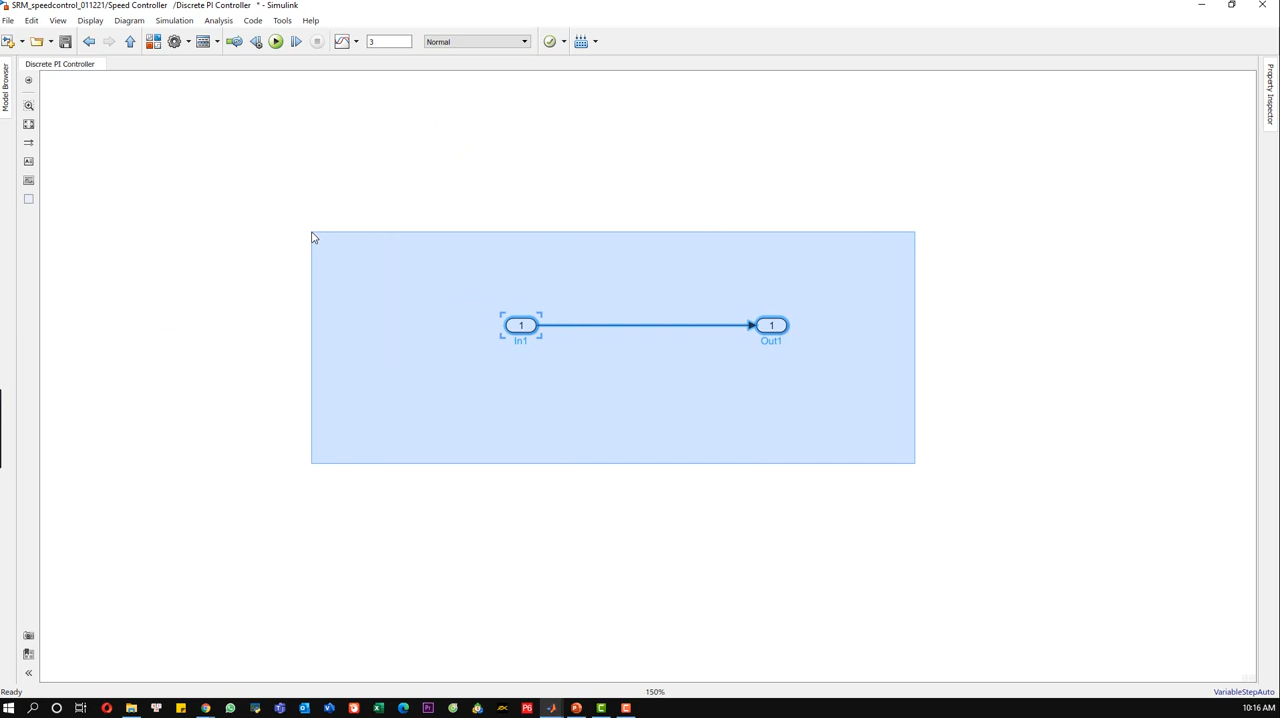 SRM_speedcontrol_011221/Speed Controller /Discrete PI Controller * - Simulink
File Edit View Display Diagram Simulation Analysis Code Tools Help
3 Normal
Discrete PI Controller
Model Browser
Property Inspector
1 1
In1 Out1
Ready 150% VariableStepAuto
10:16 AM